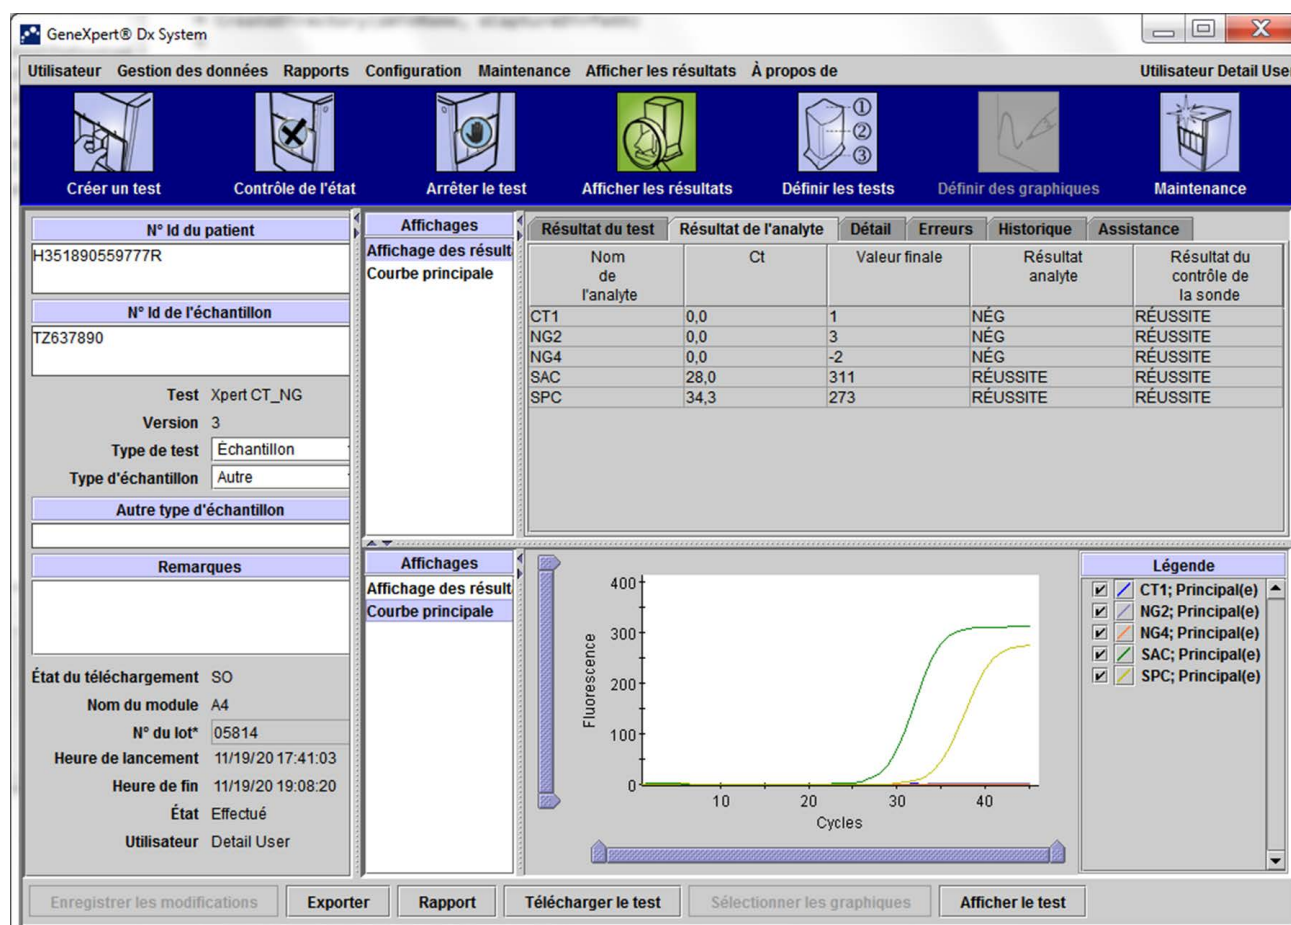 GeneXpert® Dx System
Utilisateur Gestion des données Rapports Configuration Maintenance Afficher les résultats À propos de Utilisateur Detail User
Créer un test Contrôle de l'état Arrêter le test Afficher les résultats Définir les tests Définir des graphiques Maintenance
N° Id du patient
H351890559777R
N° Id de l'échantillon
TZ637890
Test Xpert CT_NG
Version 3
Type de test Échantillon
Type d'échantillon Autre
Autre type d'échantillon
Remarques
État du téléchargement SO
Nom du module A4
N° du lot* 05814
Heure de lancement 11/19/20 17:41:03
Heure de fin 11/19/20 19:08:20
État Effectué
Utilisateur Detail User
Affichages
Affichage des résult
Courbe principale
Résultat du test Résultat de l'analyte Détail Erreurs Historique Assistance
Nom de l'analyte Ct Valeur finale Résultat analyte Résultat du contrôle de la sonde
CT1 0,0 1 NÉG RÉUSSITE
NG2 0,0 3 NÉG RÉUSSITE
NG4 0,0 -2 NÉG RÉUSSITE
SAC 28,0 311 RÉUSSITE RÉUSSITE
SPC 34,3 273 RÉUSSITE RÉUSSITE
Affichages
Affichage des résult
Courbe principale
Fluorescence
400
300
200
100
0
10 20 30 40
Cycles
Légende
CT1; Principal(e)
NG2; Principal(e)
NG4; Principal(e)
SAC; Principal(e)
SPC; Principal(e)
Enregistrer les modifications Exporter Rapport Télécharger le test Sélectionner les graphiques Afficher le test